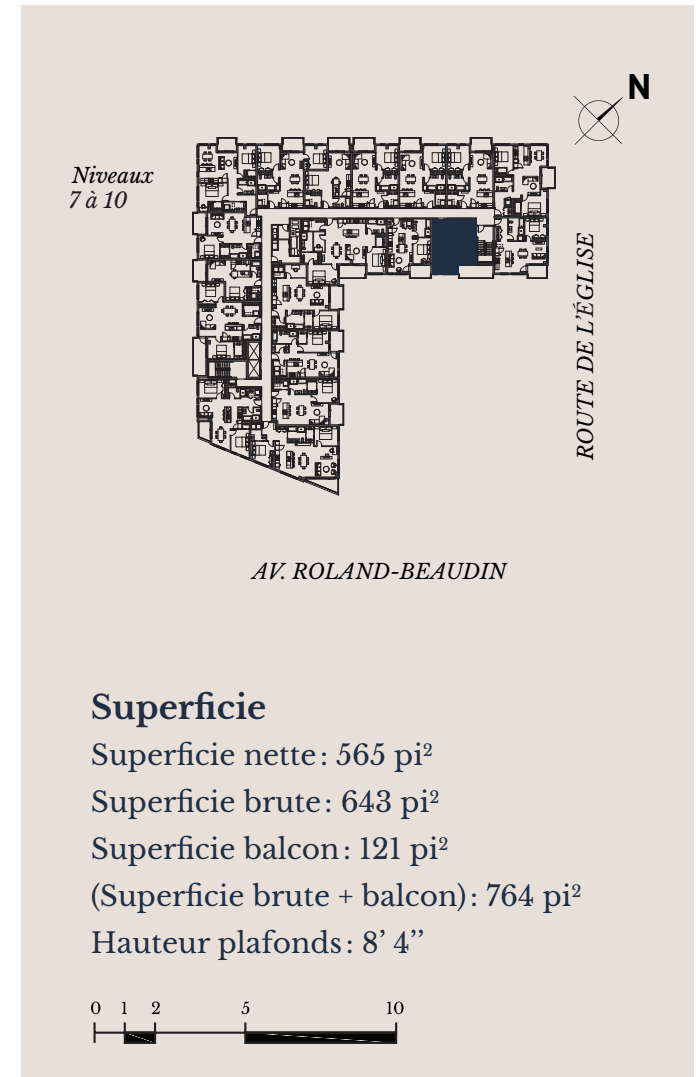 N
Niveaux
7 à 10
ROUTE DE L'ÉGLISE
AV. ROLAND-BEAUDIN
Superficie
Superficie nette : 565 pi²
Superficie brute : 643 pi²
Superficie balcon : 121 pi²
(Superficie brute + balcon) : 764 pi²
Hauteur plafonds : 8’ 4’’
0 1 2 5 10